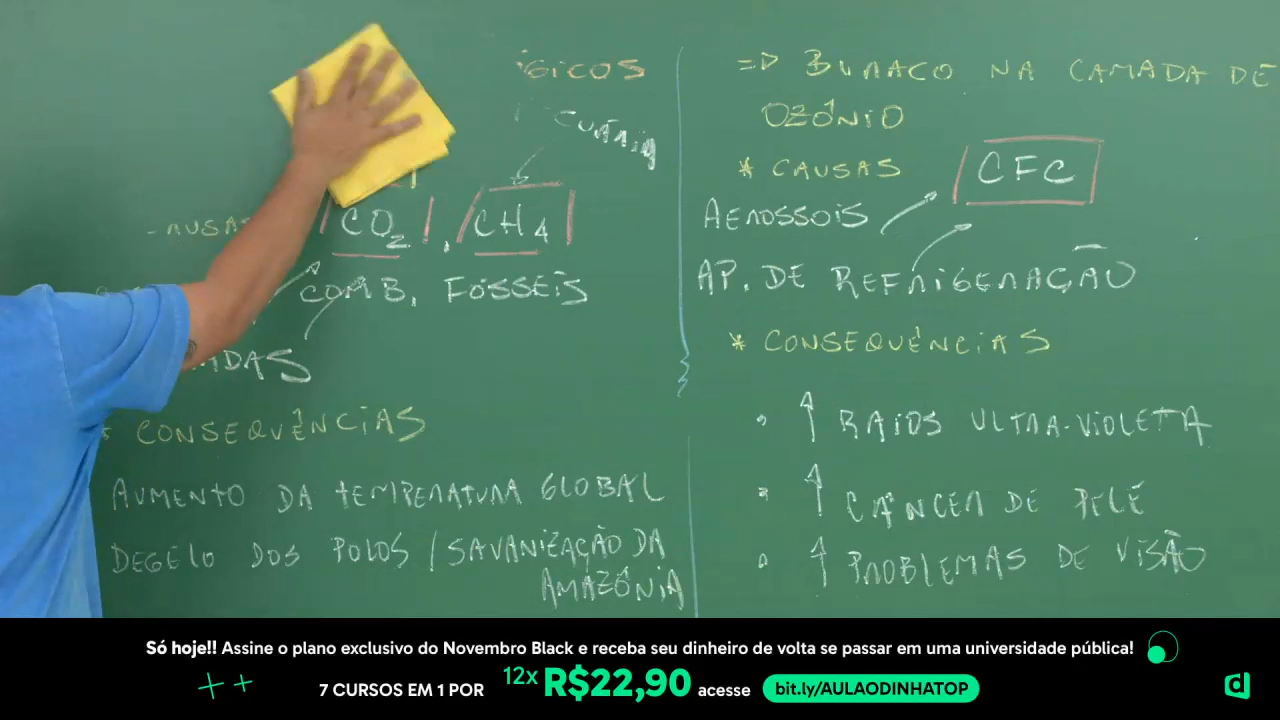 CO₂, CH4
COMB. FÓSSEIS
* CONSEQUÊNCIAS
AUMENTO DA TEMPERATURA GLOBAL
DEGELO DOS POLOS / SAVANIZAÇÃO DA
AMAZÔNIA
=> BURACO NA CAMADA DE
OZÔNIO
* CAUSAS
CFC
AEROSSOIS
AP. DE REFRIGERAÇÃO
* CONSEQUÊNCIAS
• ↑ RAIOS ULTRA-VIOLETA
• ↑ CÂNCER DE PELE
• ↑ PROBLEMAS DE VISÃO
Só hoje!! Assine o plano exclusivo do Novembro Black e receba seu dinheiro de volta se passar em uma universidade pública!
7 CURSOS EM 1 POR 12x R$22,90 acesse bit.ly/AULAODINHATOP
d